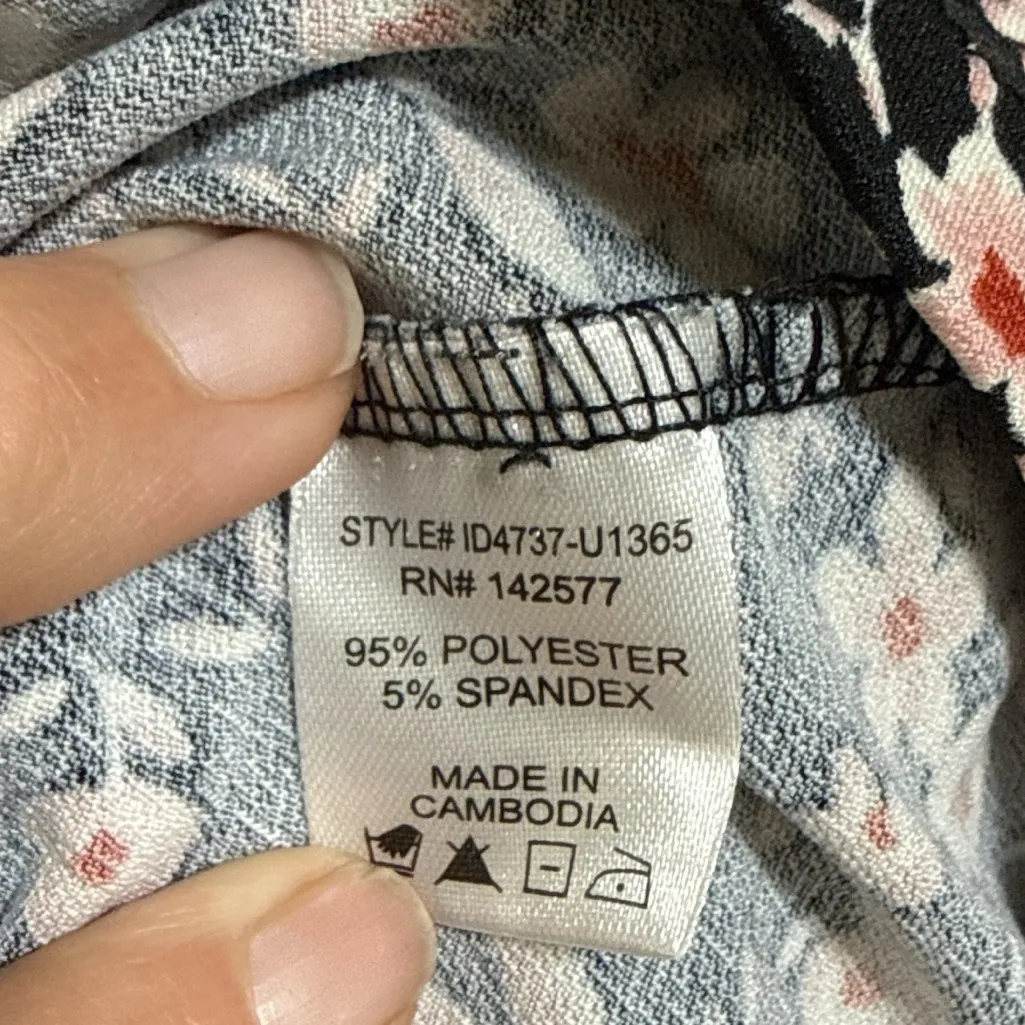 STYLE# ID4737-U1365
RN# 142577
95% POLYESTER
5% SPANDEX
MADE IN
CAMBODIA